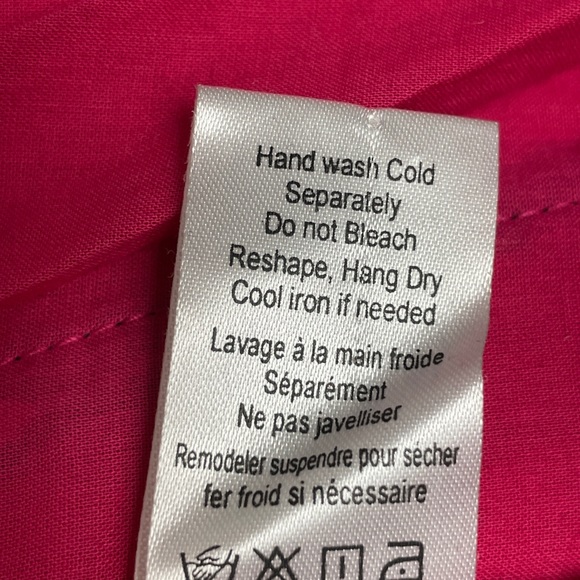 Hand wash Cold
Separately
Do not Bleach
Reshape, Hang Dry
Cool iron if needed
Lavage à la main froide
Séparément
Ne pas javelliser
Remodeler suspendre pour sécher
fer froid si nécessaire